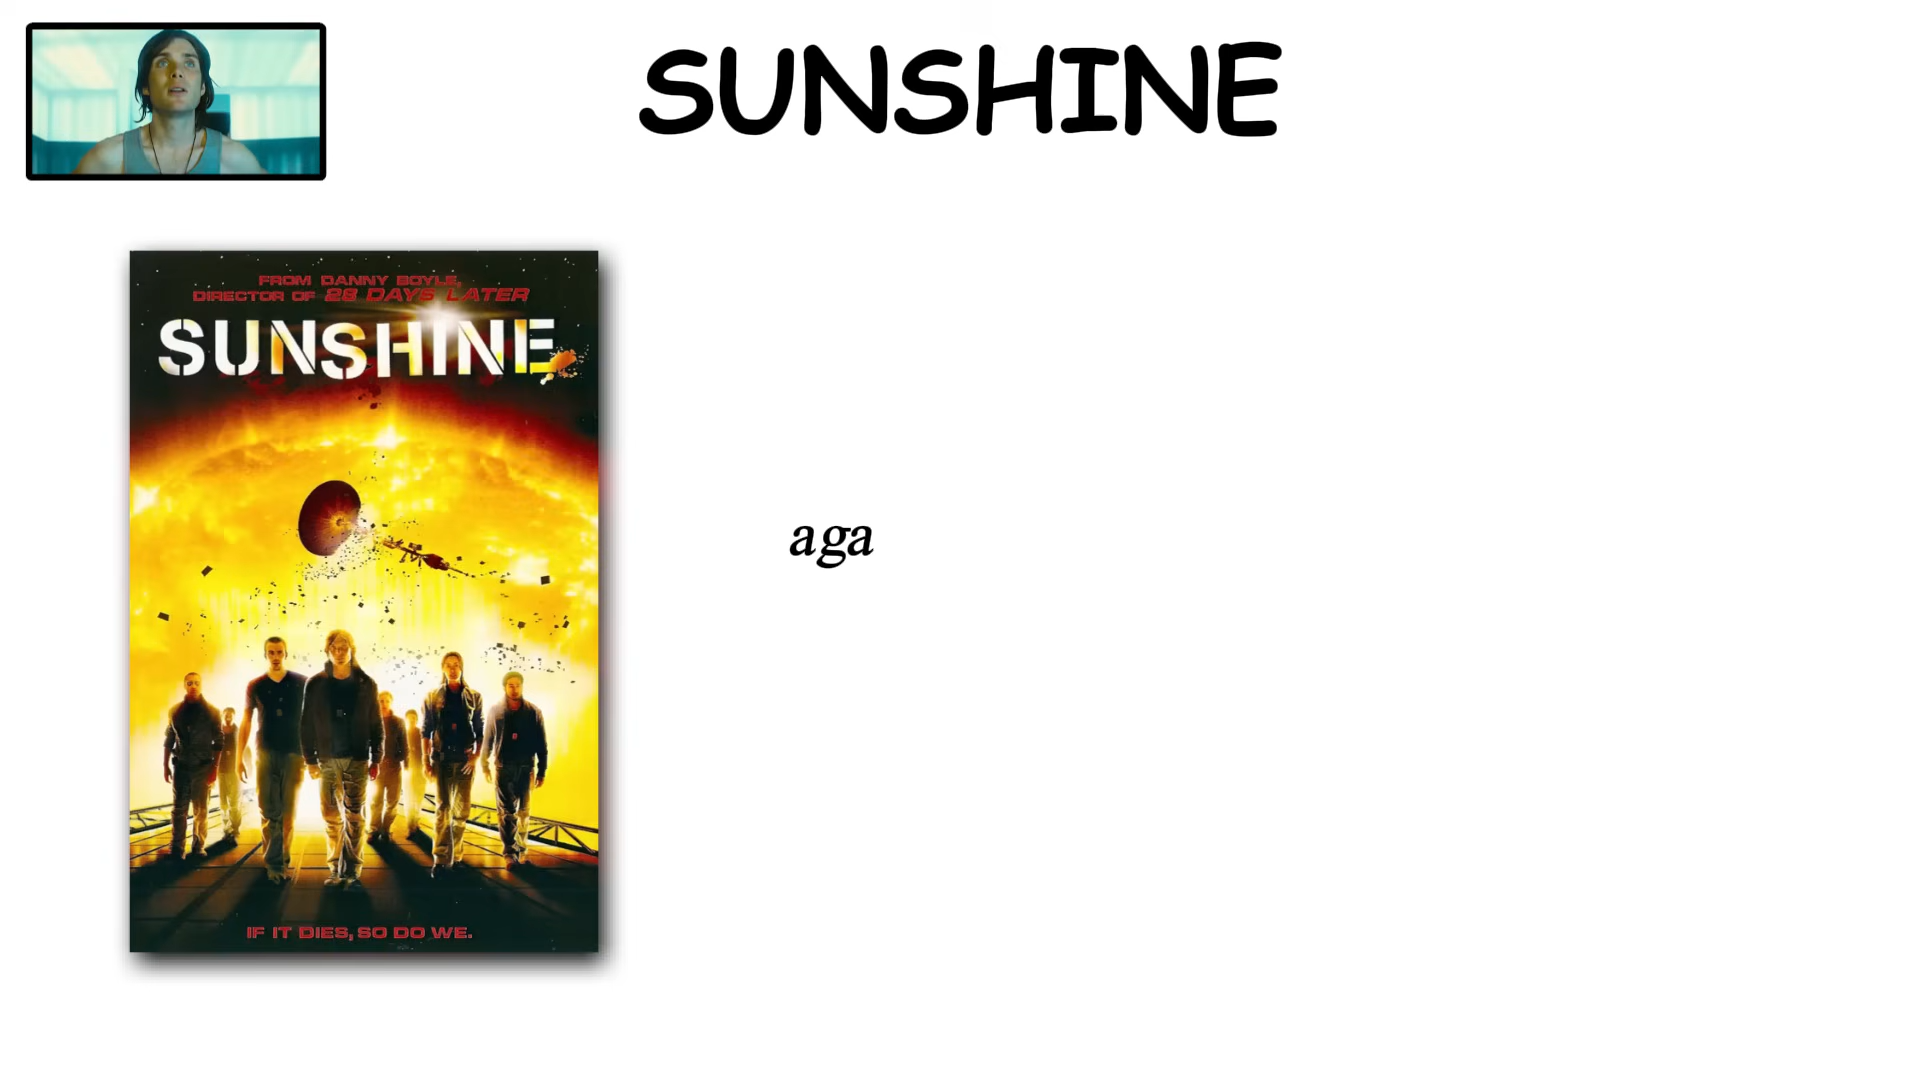 SUNSHINE
FROM DANNY BOYLE,
DIRECTOR OF 28 DAYS LATER
SUNSHINE
aga
IF IT DIES, SO DO WE.